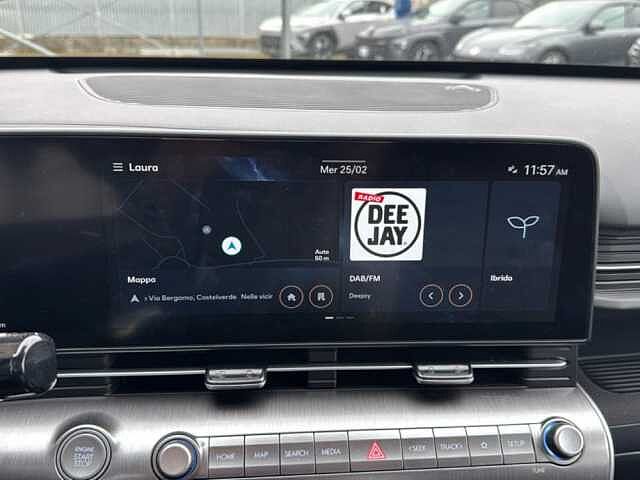 Laura
Mer 25/02
11:57 AM
Auto
50 m
RADIO
DEE
JAY
Mappa
DAB/FM
Ibrido
Via Bergamo, Castelverde Nelle vicin
Deejay
ENGINE
START
STOP
HOME
MAP
SEARCH
MEDIA
<SEEK
TRACK>
SETUP
TUNE